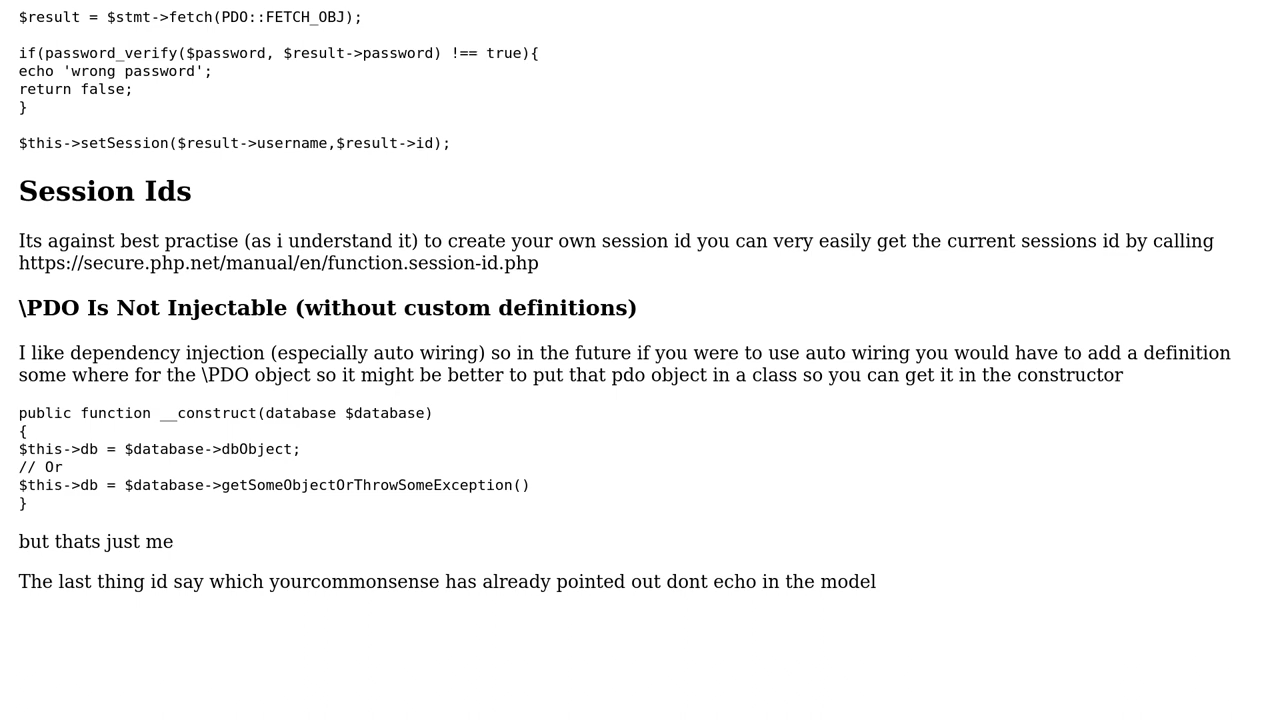 $result = $stmt->fetch(PDO::FETCH_OBJ);
if(password_verify($password, $result->password) !== true){
echo 'wrong password';
return false;
}
$this->setSession($result->username,$result->id);
Session Ids
Its against best practise (as i understand it) to create your own session id you can very easily get the current sessions id by calling
https://secure.php.net/manual/en/function.session-id.php
\PDO Is Not Injectable (without custom definitions)
I like dependency injection (especially auto wiring) so in the future if you were to use auto wiring you would have to add a definition
some where for the \PDO object so it might be better to put that pdo object in a class so you can get it in the constructor
public function __construct(database $database)
{
$this->db = $database->dbObject;
// Or
$this->db = $database->getSomeObjectOrThrowSomeException()
}
but thats just me
The last thing id say which yourcommonsense has already pointed out dont echo in the model